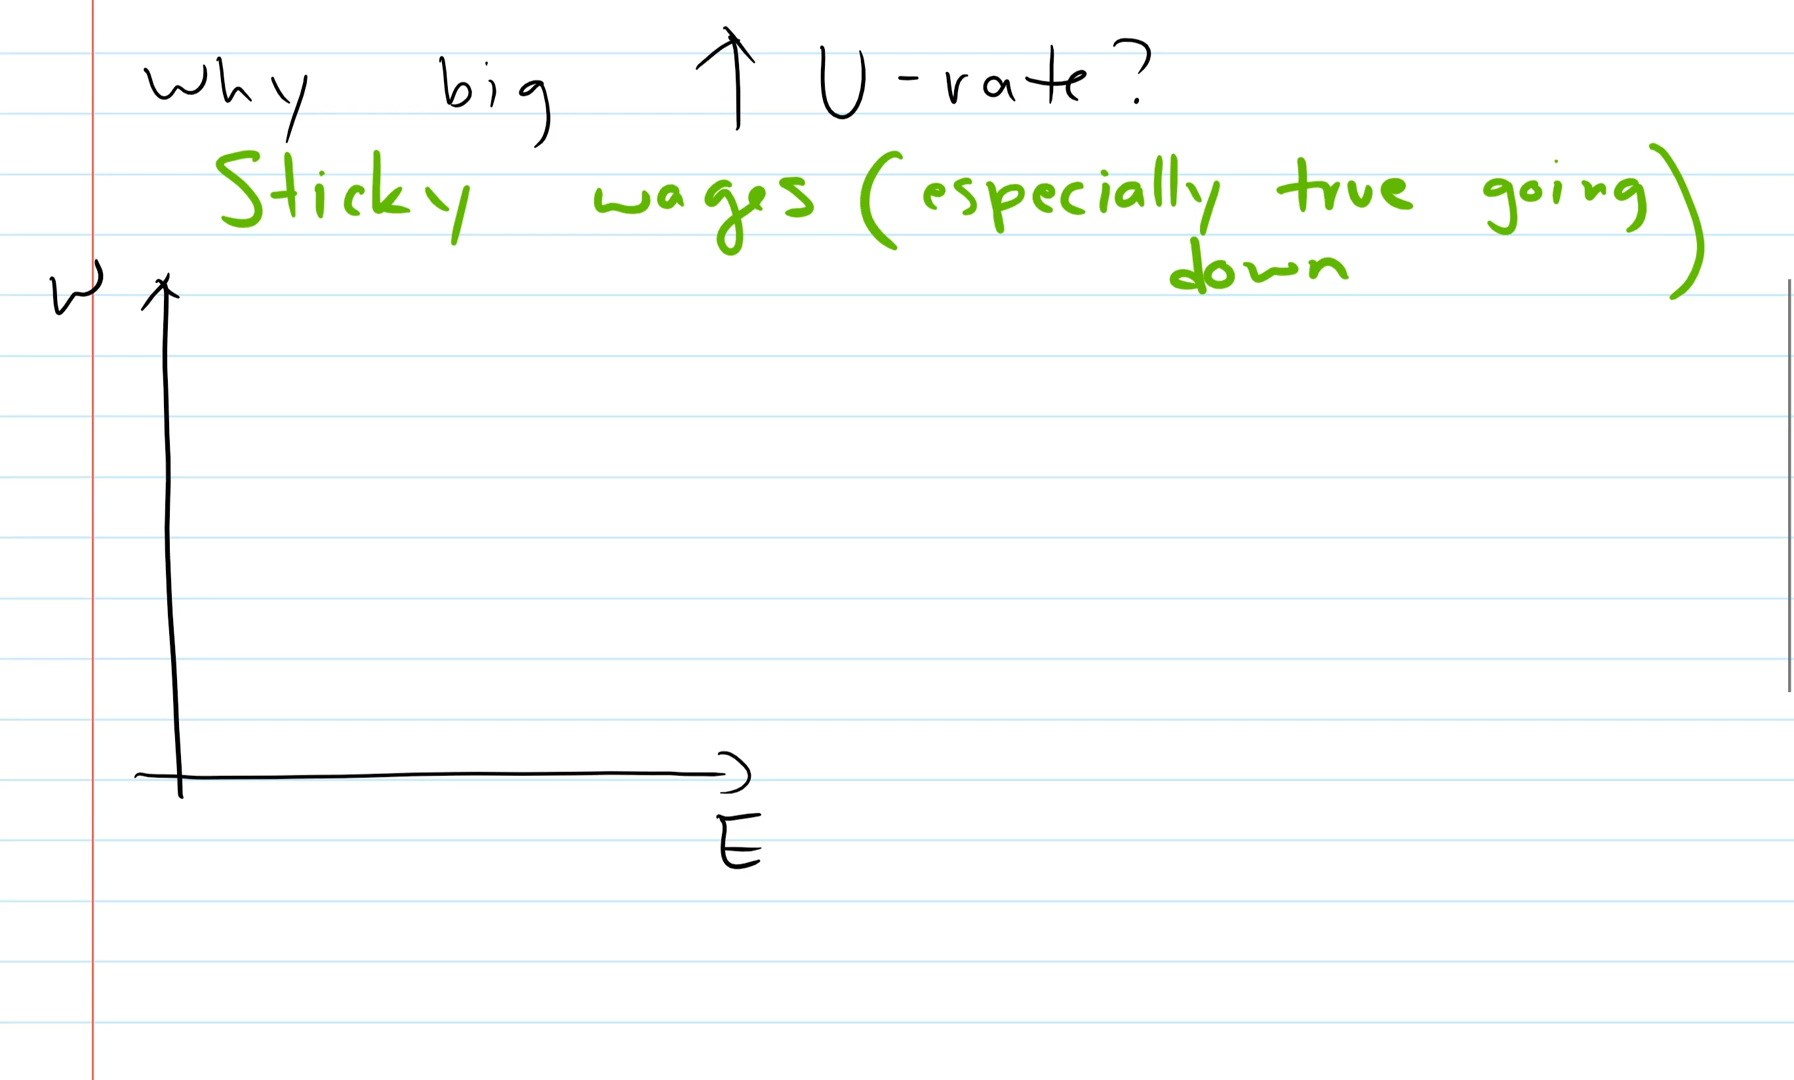 Why big ↑ U-rate?
Sticky wages (especially true going
down)
W
E